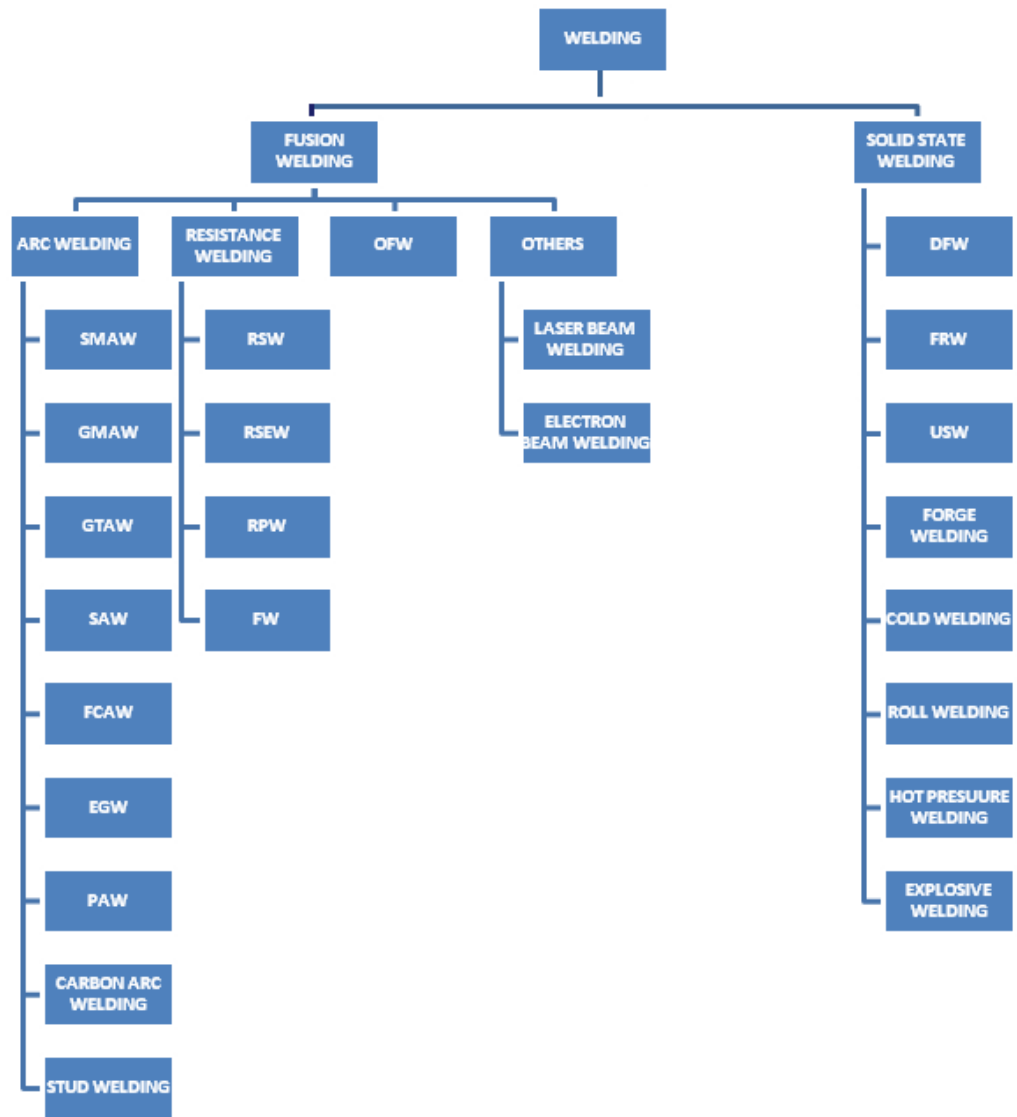 WELDING
FUSION
WELDING
SOLID STATE
WELDING
ARC WELDING
RESISTANCE
WELDING
OFW
OTHERS
SMAW
GMAW
GTAW
SAW
FCAW
EGW
PAW
CARBON ARC
WELDING
STUD WELDING
RSW
RSEW
RPW
FW
LASER BEAM
WELDING
ELECTRON
BEAM WELDING
DFW
FRW
USW
FORGE
WELDING
COLD WELDING
ROLL WELDING
HOT PRESUURE
WELDING
EXPLOSIVE
WELDING